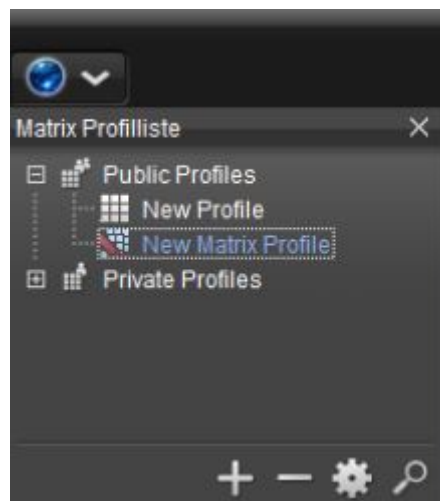 Matrix Profilliste
Public Profiles
New Profile
New Matrix Profile
Private Profiles